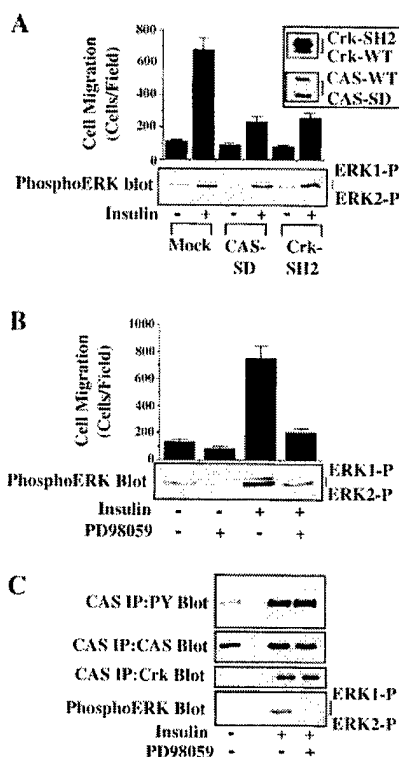 A
Cell Migration
(Cells/Field)
800
600
400
200
0
Crk-SH2
Crk-WT
CAS-WT
CAS-SD
PhosphoERK blot
ERK1-P
ERK2-P
Insulin - + - + - +
Mock CAS-SD Crk-SH2
B
Cell Migration
(Cells/Field)
1000
800
600
400
200
0
PhosphoERK Blot
ERK1-P
ERK2-P
Insulin - - + +
PD98059 - + - +
C
CAS IP:PY Blot
CAS IP:CAS Blot
CAS IP:Crk Blot
PhosphoERK Blot
ERK1-P
ERK2-P
Insulin - + +
PD98059 - - +